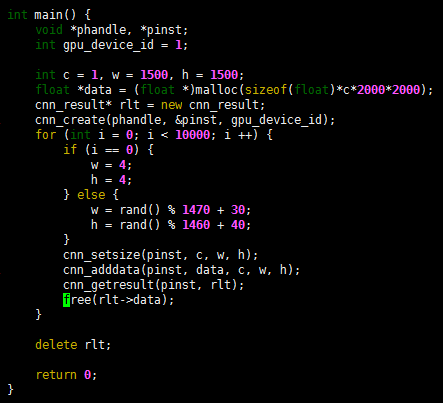 int main() {
    void *phandle, *pinst;
    int gpu_device_id = 1;

    int c = 1, w = 1500, h = 1500;
    float *data = (float *)malloc(sizeof(float)*c*2000*2000);
    cnn_result* rlt = new cnn_result;
    cnn_create(phandle, &pinst, gpu_device_id);
    for (int i = 0; i < 10000; i ++) {
        if (i == 0) {
            w = 4;
            h = 4;
        } else {
            w = rand() % 1470 + 30;
            h = rand() % 1460 + 40;
        }
        cnn_setsize(pinst, c, w, h);
        cnn_adddata(pinst, data, c, w, h);
        cnn_getresult(pinst, rlt);
        free(rlt->data);
    }

    delete rlt;

    return 0;
}